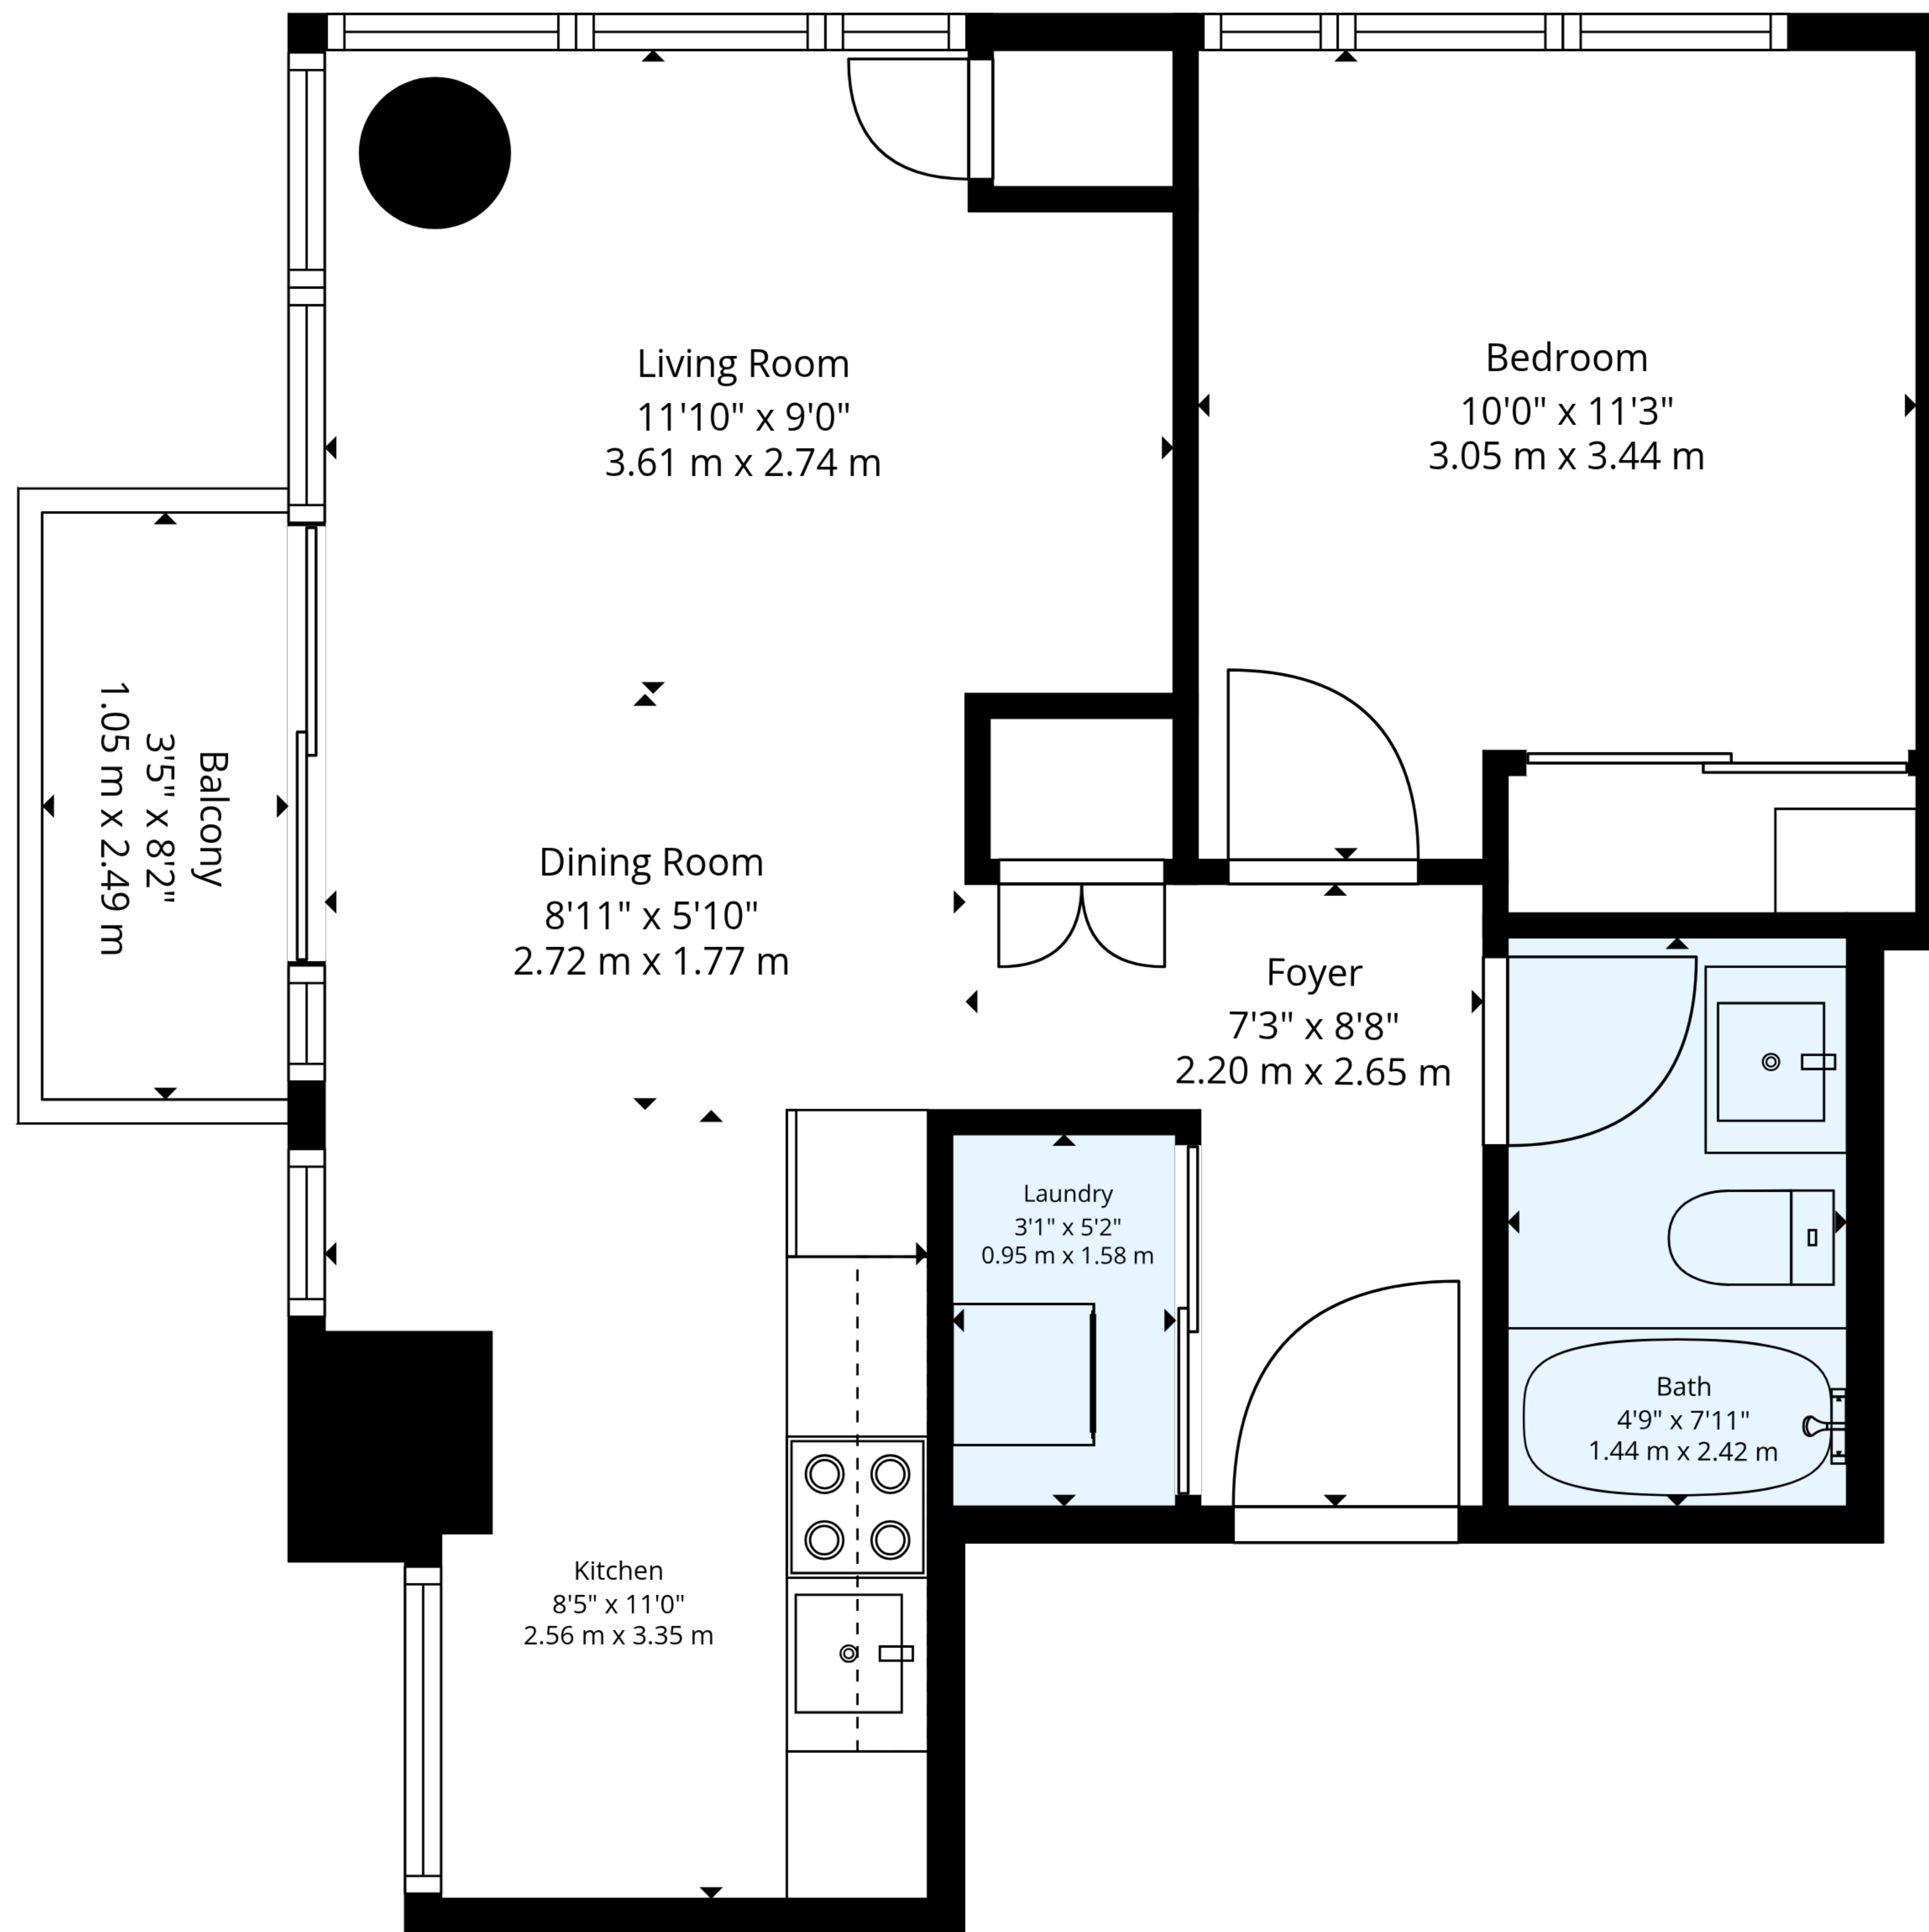 Living Room
11'10" x 9'0"
3.61 m x 2.74 m
Bedroom
10'0" x 11'3"
3.05 m x 3.44 m
Balcony
3'5" x 8'2"
1.05 m x 2.49 m
Dining Room
8'11" x 5'10"
2.72 m x 1.77 m
Foyer
7'3" x 8'8"
2.20 m x 2.65 m
Laundry
3'1" x 5'2"
0.95 m x 1.58 m
Bath
4'9" x 7'11"
1.44 m x 2.42 m
Kitchen
8'5" x 11'0"
2.56 m x 3.35 m